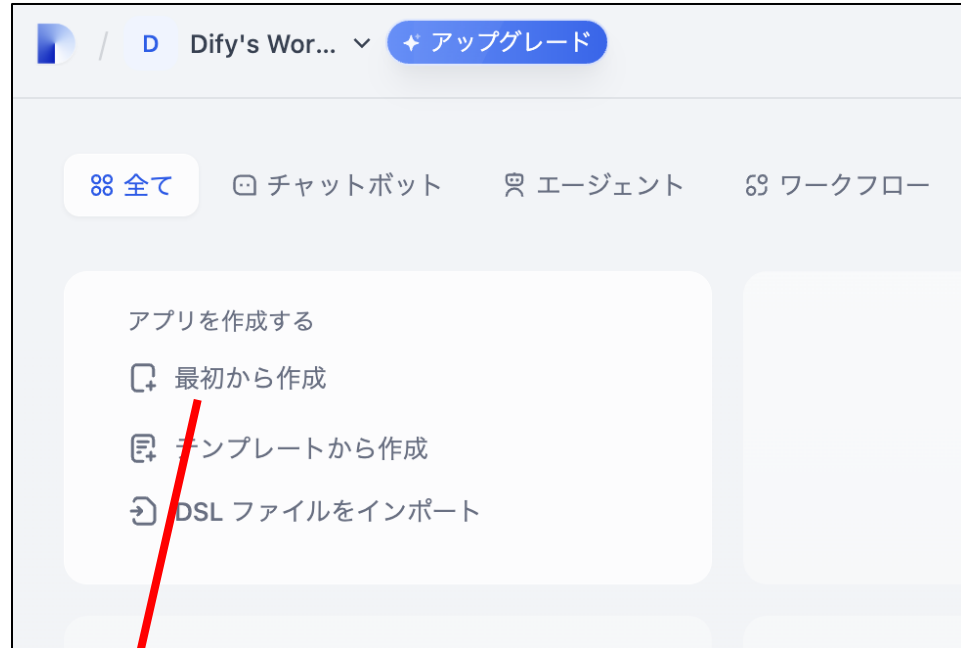 D Dify's Wor... アップグレード
全て チャットボット エージェント ワークフロー
アプリを作成する
最初から作成
テンプレートから作成
DSL ファイルをインポート